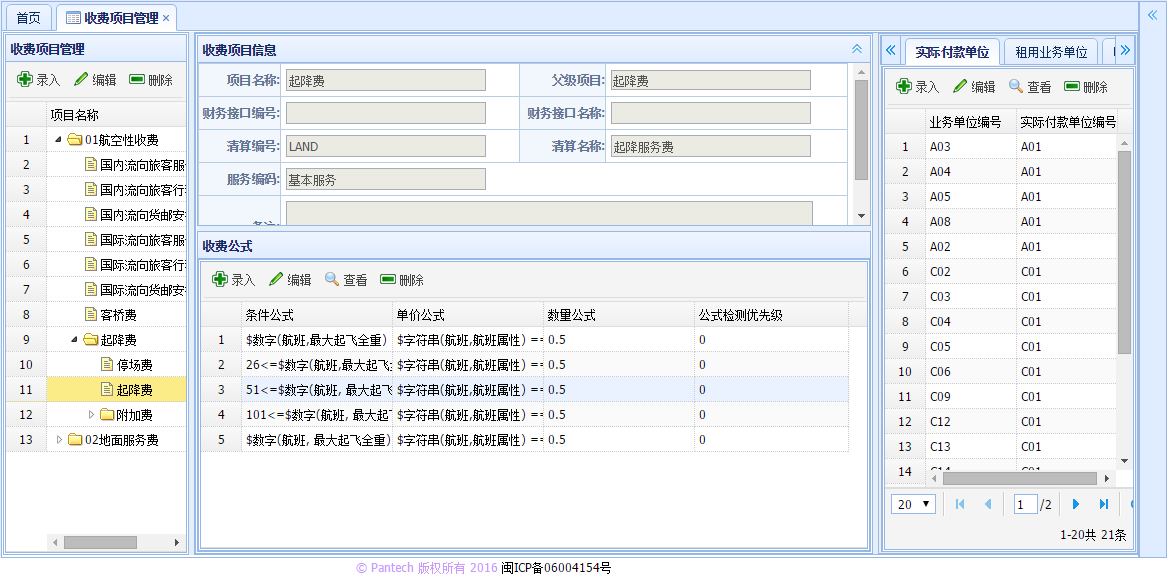 首页 收费项目管理 ×
收费项目管理
录入 编辑 删除
项目名称
1 01航空性收费
2 国内流向旅客服
3 国内流向旅客行
4 国内流向货邮安
5 国际流向旅客服
6 国际流向旅客行
7 国际流向货邮安
8 客桥费
9 起降费
10 停场费
11 起降费
12 附加费
13 02地面服务费
收费项目信息
项目名称: 起降费 父级项目: 起降费
财务接口编号: 财务接口名称:
清算编号: LAND 清算名称: 起降服务费
服务编码: 基本服务
收费公式
录入 编辑 查看 删除
条件公式 单价公式 数量公式 公式检测优先级
1 $数字(航班,最大起飞全重) $字符串(航班,航班属性) == 0.5 0
2 26<=$数字(航班,最大起飞全 $字符串(航班,航班属性) == 0.5 0
3 51<=$数字(航班, 最大起飞 $字符串(航班,航班属性) == 0.5 0
4 101<=$数字(航班, 最大起飞 $字符串(航班,航班属性) == 0.5 0
5 $数字(航班, 最大起飞全重) $字符串(航班,航班属性) == 0.5 0
实际付款单位 租用业务单位
录入 编辑 查看 删除
业务单位编号 实际付款单位编号
1 A03 A01
2 A04 A01
3 A05 A01
4 A08 A01
5 A02 A01
6 C02 C01
7 C03 C01
8 C04 C01
9 C05 C01
10 C06 C01
11 C09 C01
12 C12 C01
13 C13 C01
14 C14 C01
20 1 /2
1-20共 21条
© Pantech 版权所有 2016 闽ICP备06004154号